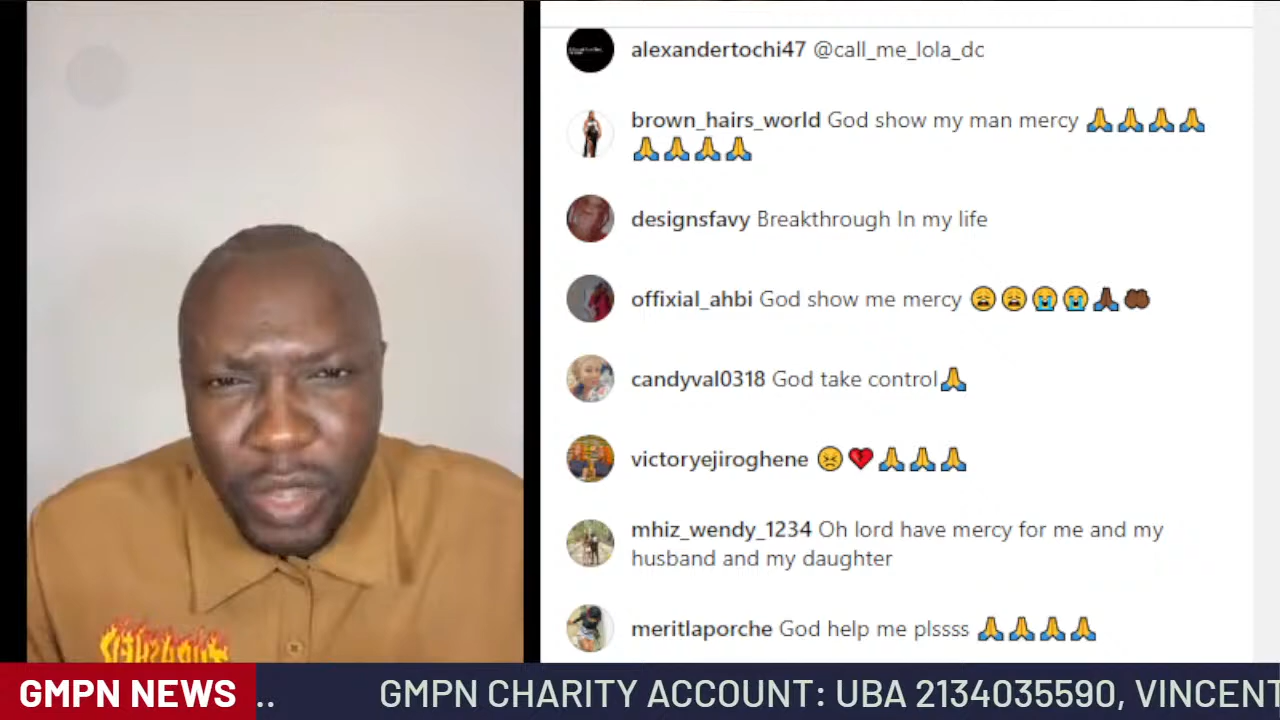 alexandertochi47 @call_me_lola_dc
brown_hairs_world God show my man mercy 🙏🙏🙏🙏
🙏🙏🙏🙏
designsfavy Breakthrough In my life
offixial_ahbi God show me mercy 😩😩😭😭🙏🏿🤲🏿
candyval0318 God take control🙏
victoryejiroghene 😣💔🙏🙏🙏
mhiz_wendy_1234 Oh lord have mercy for me and my
husband and my daughter
meritlaporche God help me plssss 🙏🙏🙏🙏
GMPN NEWS .. GMPN CHARITY ACCOUNT: UBA 2134035590, VINCENT